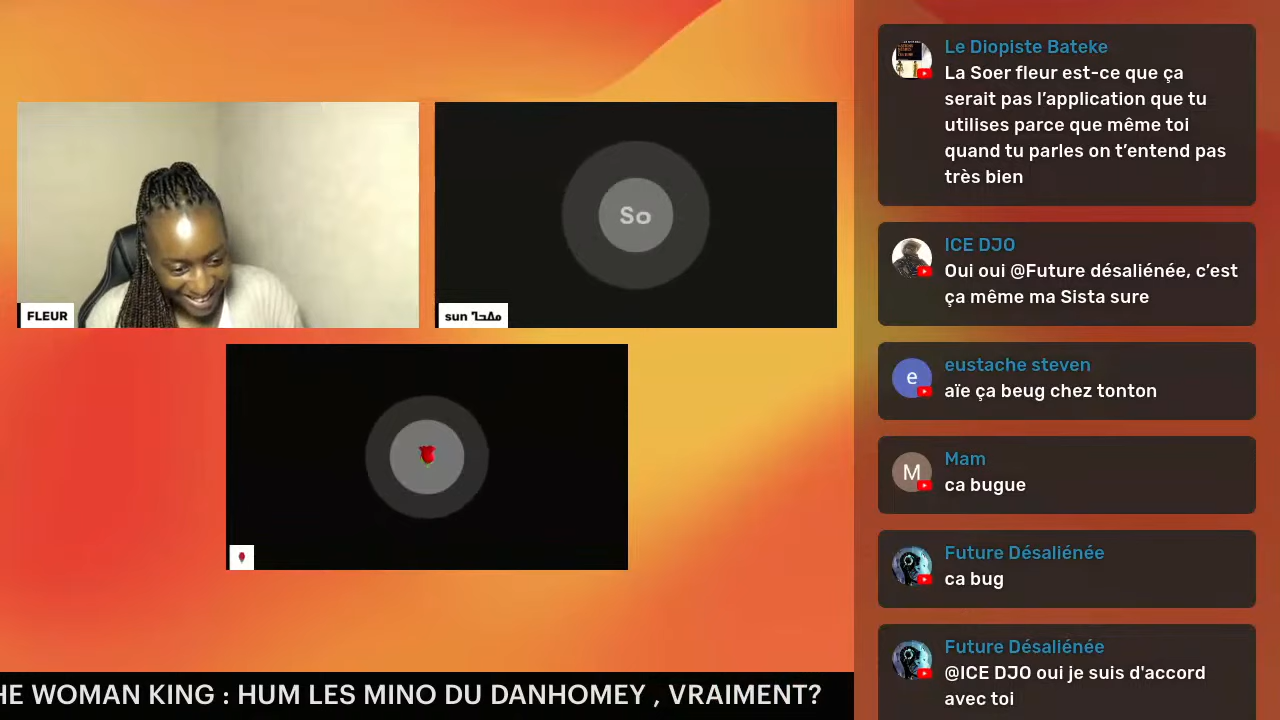 FLEUR
So
sun
Le Diopiste Bateke
La Soer fleur est-ce que ça
serait pas l’application que tu
utilises parce que même toi
quand tu parles on t’entend pas
très bien
ICE DJO
Oui oui @Future désaliénée, c’est
ça même ma Sista sure
e
eustache steven
aïe ça beug chez tonton
M
Mam
ca bugue
Future Désaliénée
ca bug
Future Désaliénée
@ICE DJO oui je suis d'accord
avec toi
HE WOMAN KING : HUM LES MINO DU DANHOMEY , VRAIMENT?